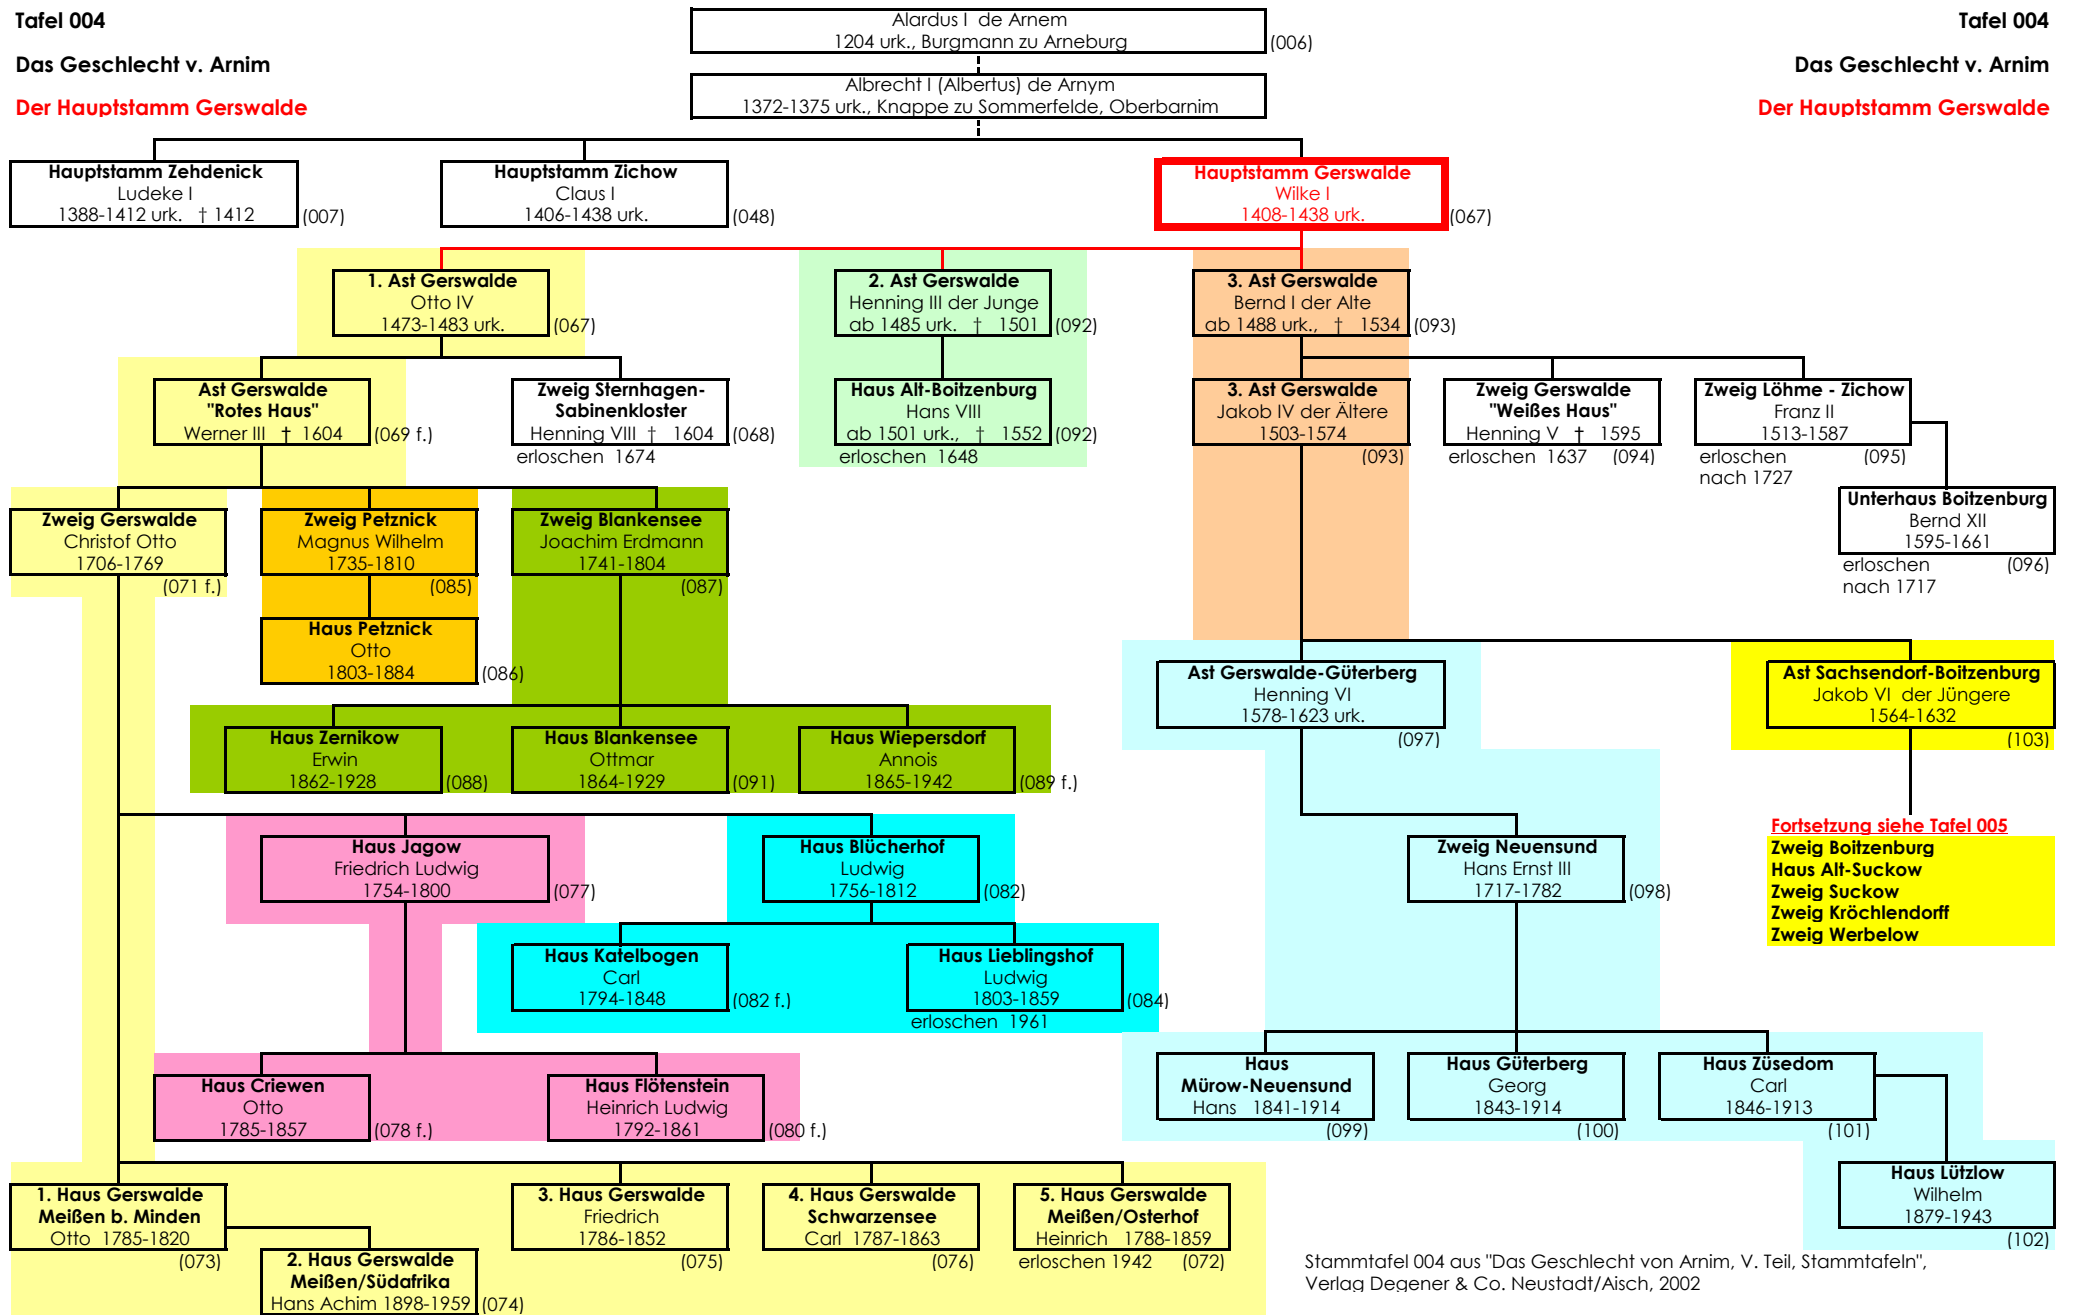 Tafel 004
Das Geschlecht v. Arnim
Der Hauptstamm Gerswalde
Alardus I de Arnem
1204 urk., Burgmann zu Arneburg
(006)
Albrecht I (Albertus) de Arnym
1372-1375 urk., Knappe zu Sommerfelde, Oberbarnim
Tafel 004
Das Geschlecht v. Arnim
Der Hauptstamm Gerswalde
Hauptstamm Zehdenick
Ludeke I
1388-1412 urk. † 1412
(007)
Hauptstamm Zichow
Claus I
1406-1438 urk.
(048)
Hauptstamm Gerswalde
Wilke I
1408-1438 urk.
(067)
1. Ast Gerswalde
Otto IV
1473-1483 urk.
(067)
2. Ast Gerswalde
Henning III der Junge
ab 1485 urk. † 1501
(092)
3. Ast Gerswalde
Bernd I der Alte
ab 1488 urk., † 1534
(093)
Ast Gerswalde
"Rotes Haus"
Werner III † 1604
(069 f.)
Zweig Sternhagen-
Sabinenkloster
Henning VIII † 1604
(068)
erloschen 1674
Haus Alt-Boitzenburg
Hans VIII
ab 1501 urk., † 1552
(092)
erloschen 1648
3. Ast Gerswalde
Jakob IV der Ältere
1503-1574
(093)
Zweig Gerswalde
"Weißes Haus"
Henning V † 1595
erloschen 1637 (094)
Zweig Löhme - Zichow
Franz II
1513-1587
erloschen (095)
nach 1727
Unterhaus Boitzenburg
Bernd XII
1595-1661
erloschen (096)
nach 1717
Zweig Gerswalde
Christof Otto
1706-1769
(071 f.)
Zweig Petznick
Magnus Wilhelm
1735-1810
(085)
Zweig Blankensee
Joachim Erdmann
1741-1804
(087)
Haus Petznick
Otto
1803-1884
(086)
Ast Gerswalde-Güterberg
Henning VI
1578-1623 urk.
(097)
Ast Sachsendorf-Boitzenburg
Jakob VI der Jüngere
1564-1632
(103)
Haus Zernikow
Erwin
1862-1928
(088)
Haus Blankensee
Ottmar
1864-1929
(091)
Haus Wiepersdorf
Annois
1865-1942
(089 f.)
Haus Jagow
Friedrich Ludwig
1754-1800
(077)
Haus Blücherhof
Ludwig
1756-1812
(082)
Zweig Neuensund
Hans Ernst III
1717-1782
(098)
Fortsetzung siehe Tafel 005
Zweig Boitzenburg
Haus Alt-Suckow
Zweig Suckow
Zweig Kröchlendorff
Zweig Werbelow
Haus Katelbogen
Carl
1794-1848
(082 f.)
Haus Lieblingshof
Ludwig
1803-1859
(084)
erloschen 1961
Haus Criewen
Otto
1785-1857
(078 f.)
Haus Flötenstein
Heinrich Ludwig
1792-1861
(080 f.)
Haus
Mürow-Neuensund
Hans 1841-1914
(099)
Haus Güterberg
Georg
1843-1914
(100)
Haus Züsedom
Carl
1846-1913
(101)
Haus Lützlow
Wilhelm
1879-1943
(102)
1. Haus Gerswalde
Meißen b. Minden
Otto 1785-1820
(073)
2. Haus Gerswalde
Meißen/Südafrika
Hans Achim 1898-1959
(074)
3. Haus Gerswalde
Friedrich
1786-1852
(075)
4. Haus Gerswalde
Schwarzensee
Carl 1787-1863
(076)
5. Haus Gerswalde
Meißen/Osterhof
Heinrich 1788-1859
erloschen 1942 (072)
Stammtafel 004 aus "Das Geschlecht von Arnim, V. Teil, Stammtafeln",
Verlag Degener & Co. Neustadt/Aisch, 2002